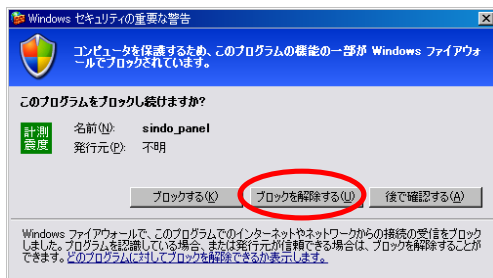 Windows セキュリティの重要な警告
コンピュータを保護するため、このプログラムの機能の一部が Windows ファイアウォ
ールでブロックされています。
このプログラムをブロックし続けますか?
計測
震度
名前(N): sindo_panel
発行元(P): 不明
ブロックする(K) ブロックを解除する(U) 後で確認する(A)
Windows ファイアウォールで、このプログラムでのインターネットやネットワークからの接続の受信をブロック
しました。プログラムを認識している場合、または発行元が信頼できる場合は、ブロックを解除することが
できます。どのプログラムに対してブロックを解除できるか表示します。